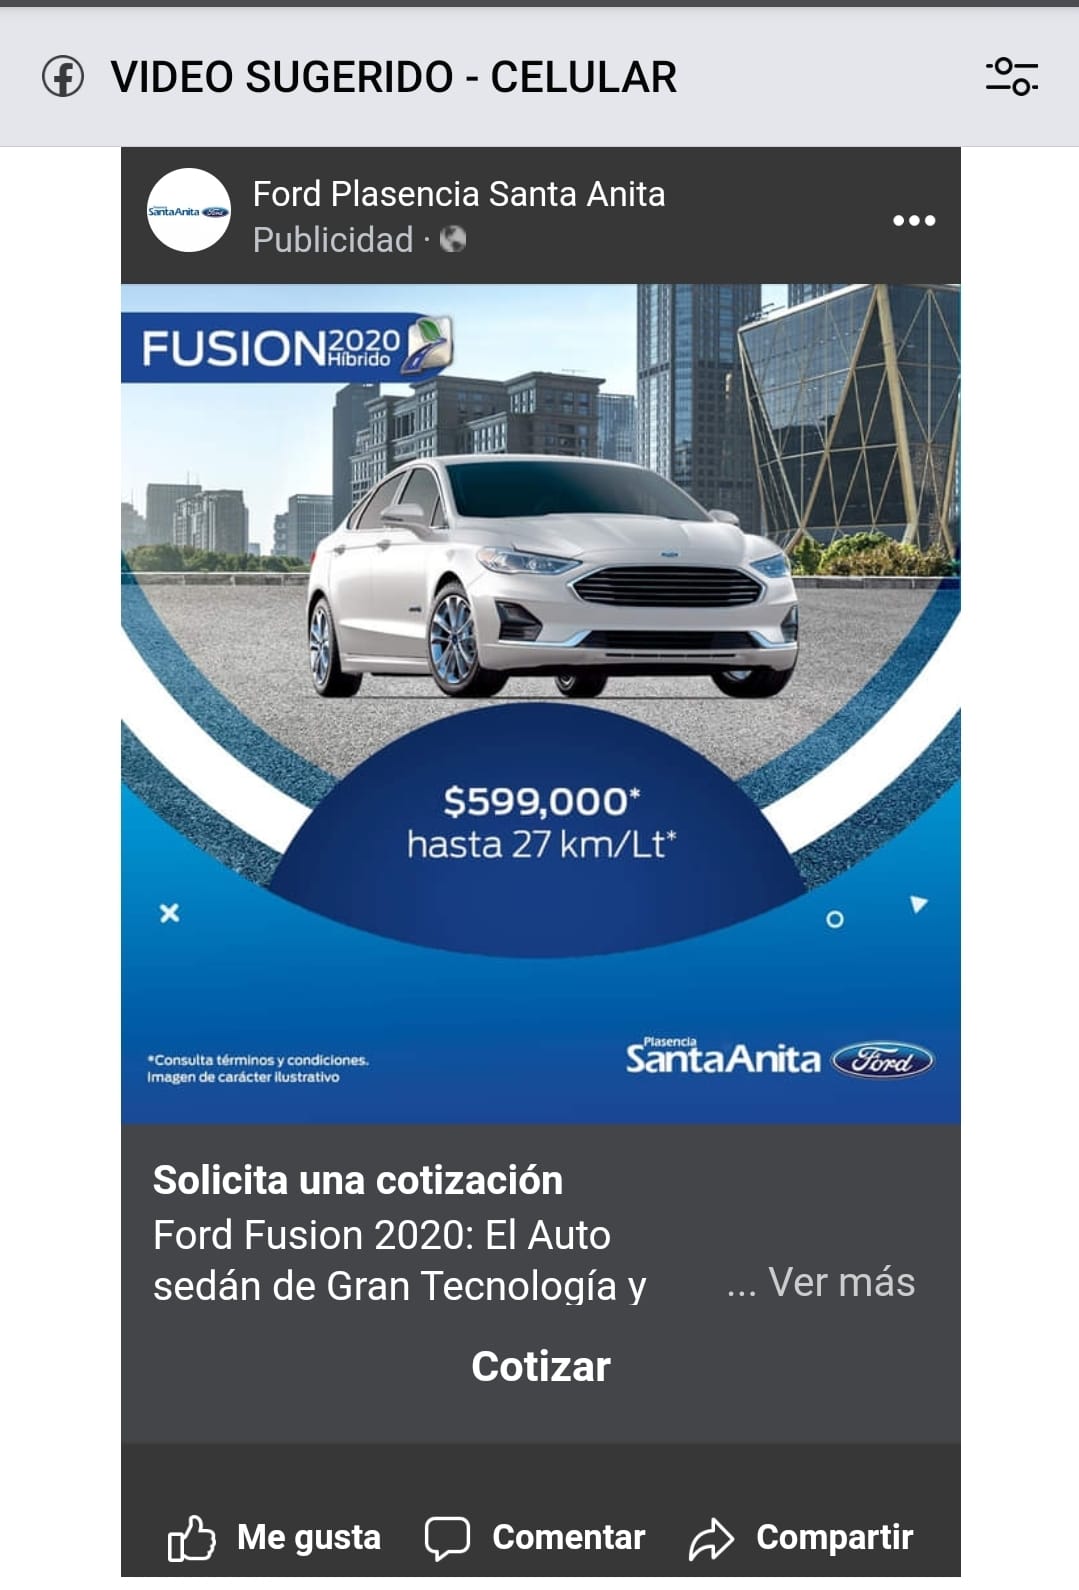 VIDEO SUGERIDO - CELULAR
SantaAnita Ford
Ford Plasencia Santa Anita
Publicidad ·
FUSION 2020
Híbrido
$599,000*
hasta 27 km/Lt*
*Consulta términos y condiciones.
Imagen de carácter ilustrativo
Plasencia
SantaAnita Ford
Solicita una cotización
Ford Fusion 2020: El Auto
sedán de Gran Tecnología y ... Ver más
Cotizar
Me gusta Comentar Compartir